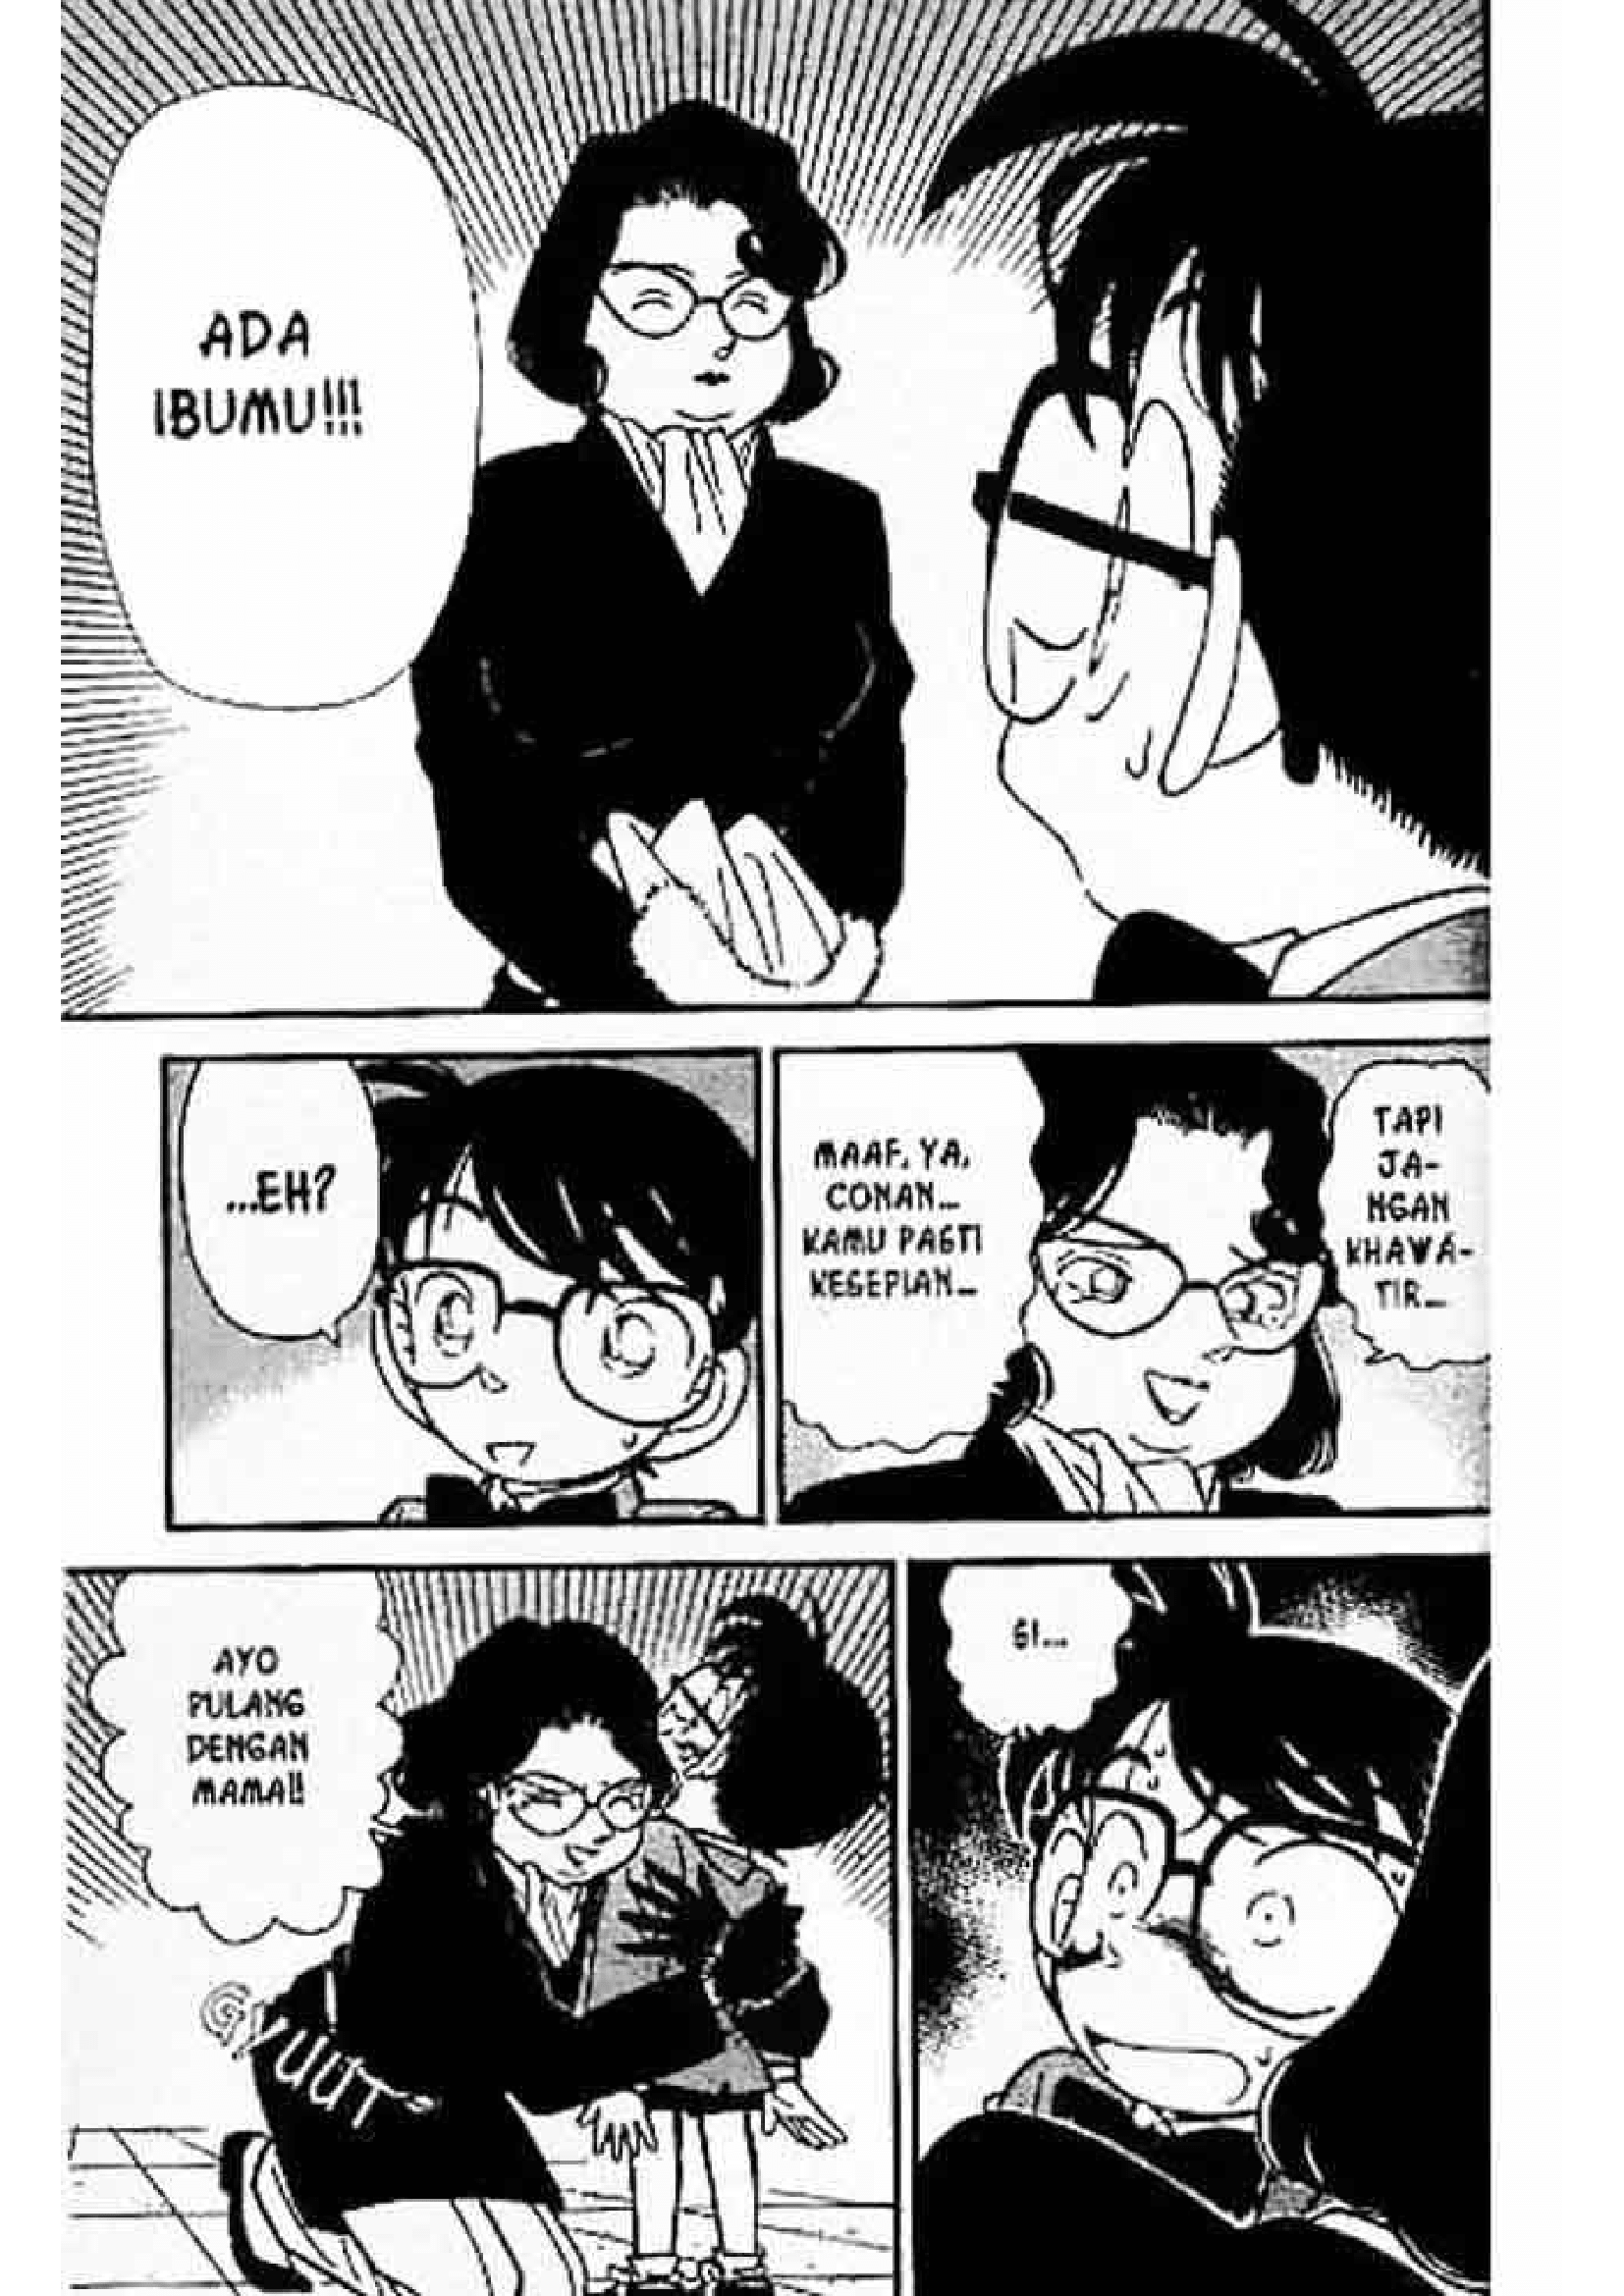 ADA
IBUMU!!!
TAPI
JA-
NGAN
KHAWA-
TIR...
MAAF, YA,
CONAN...
KAMU PASTI
KESEPIAN...
...EH?
SI...
AYO
PULANG
DENGAN
MAMA!!
GYUUT